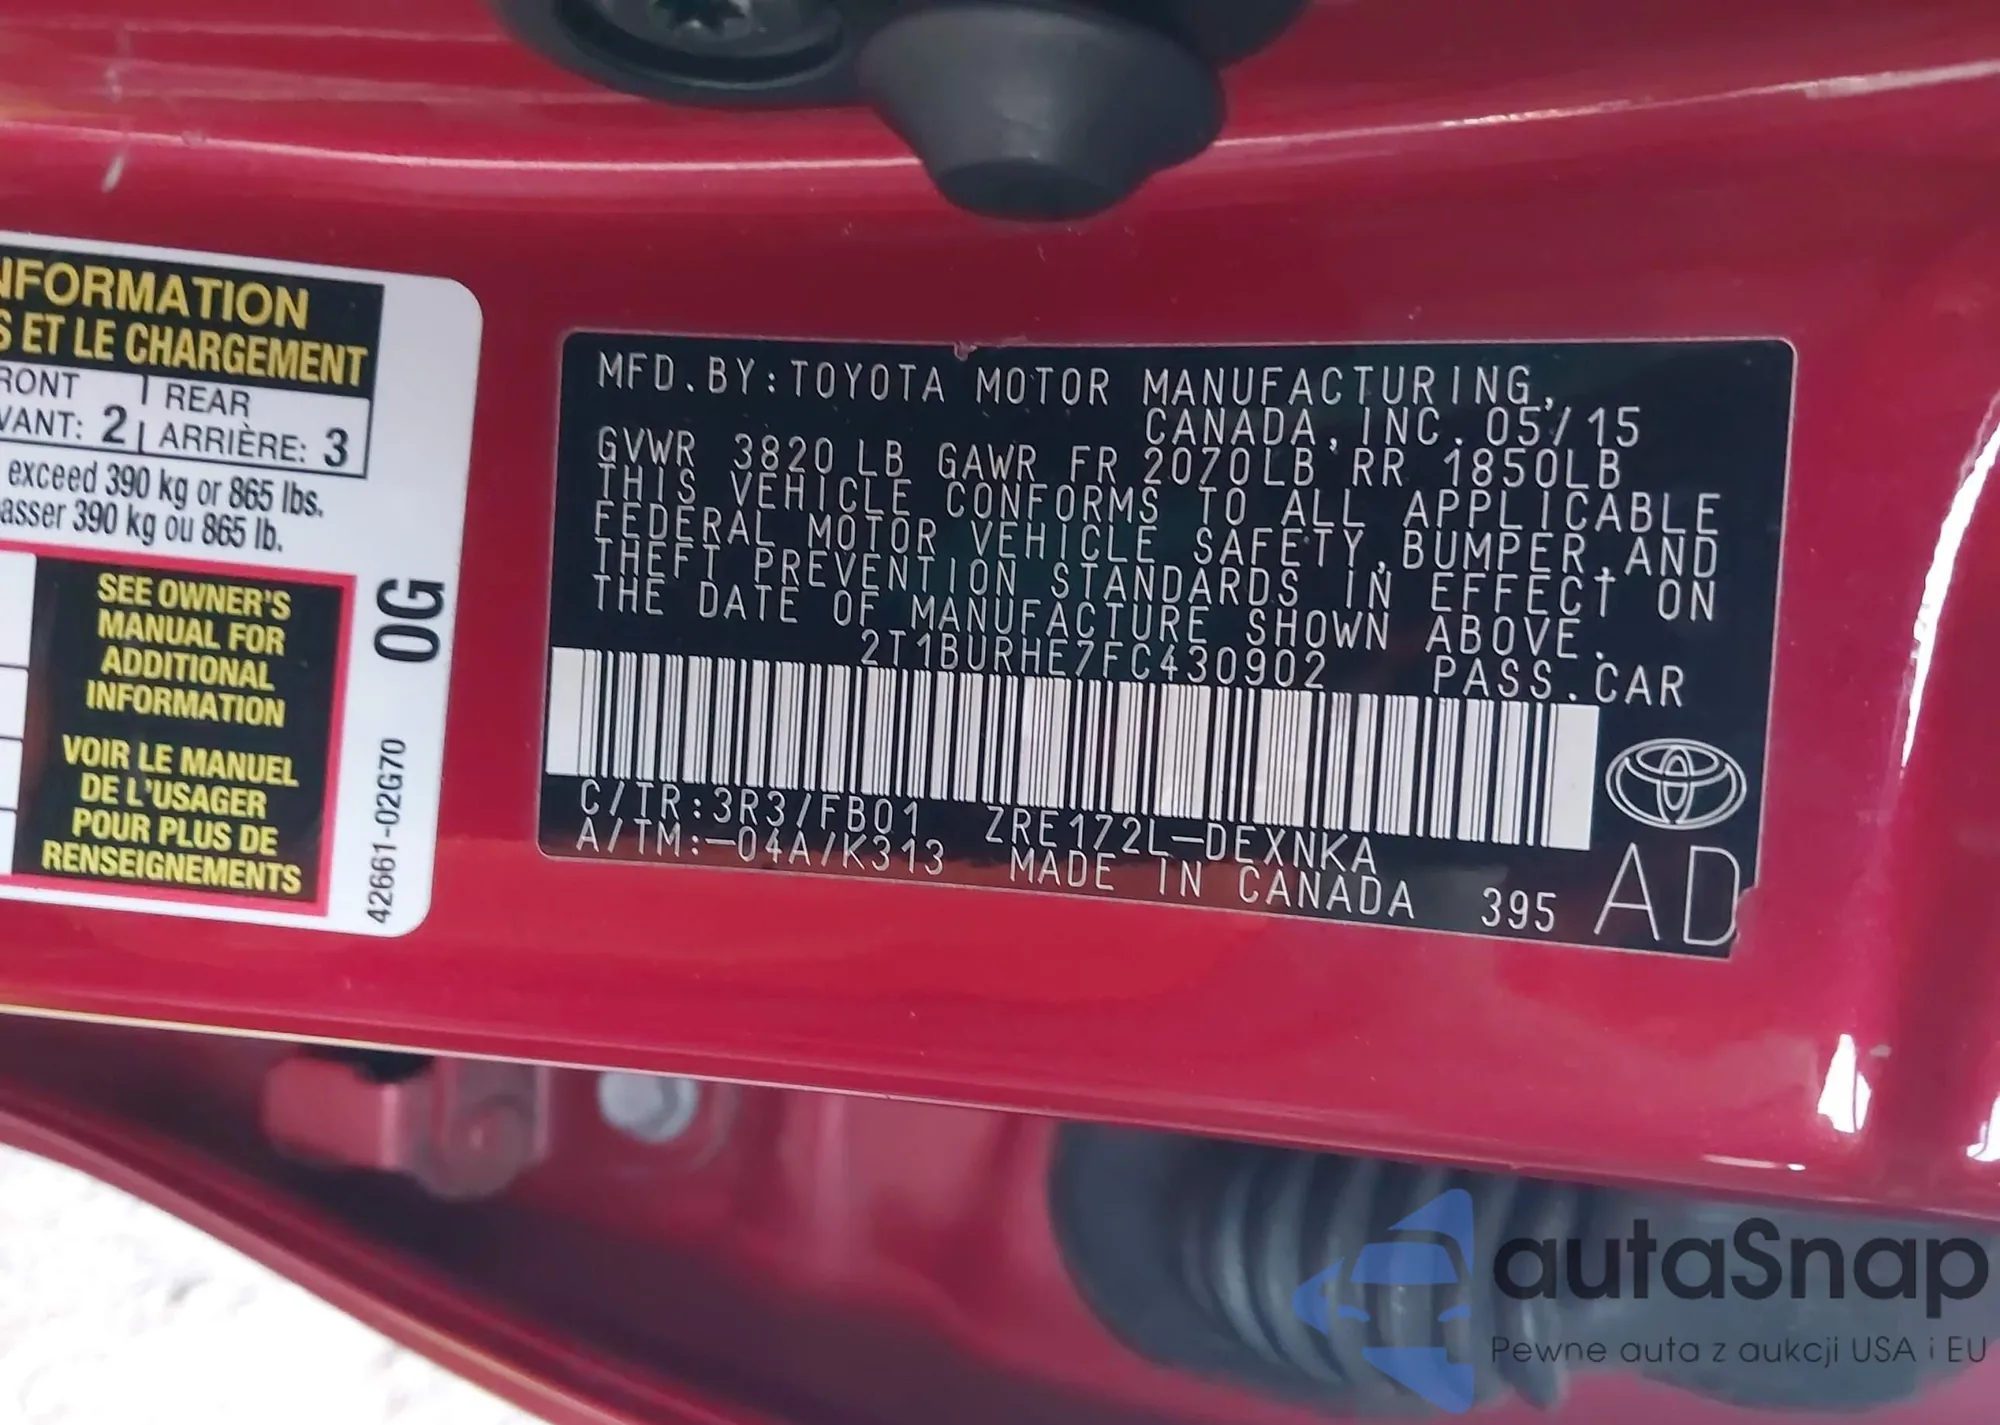 NFORMATION
S ET LE CHARGEMENT
RONT REAR
VANT: 2 ARRIÈRE: 3
exceed 390 kg or 865 lbs.
asser 390 kg ou 865 lb.
SEE OWNER'S
MANUAL FOR
ADDITIONAL
INFORMATION
VOIR LE MANUEL
DE L'USAGER
POUR PLUS DE
RENSEIGNEMENTS
0G
42661-02G70
MFD.BY:TOYOTA MOTOR MANUFACTURING,
CANADA,INC. 05/15
GVWR 3820 LB GAWR FR 2070LB RR 1850LB
THIS VEHICLE CONFORMS TO ALL APPLICABLE
FEDERAL MOTOR VEHICLE SAFETY,BUMPER,AND
THEFT PREVENTION STANDARDS IN EFFECT ON
THE DATE OF MANUFACTURE SHOWN ABOVE.
2T1BURHE7FC430902 PASS.CAR
C/TR:3R3/FB01 ZRE172L-DEXNKA
A/TM:-04A/K313 MADE IN CANADA 395
AD
autaSnap
Pewne auta z aukcji USA i EU